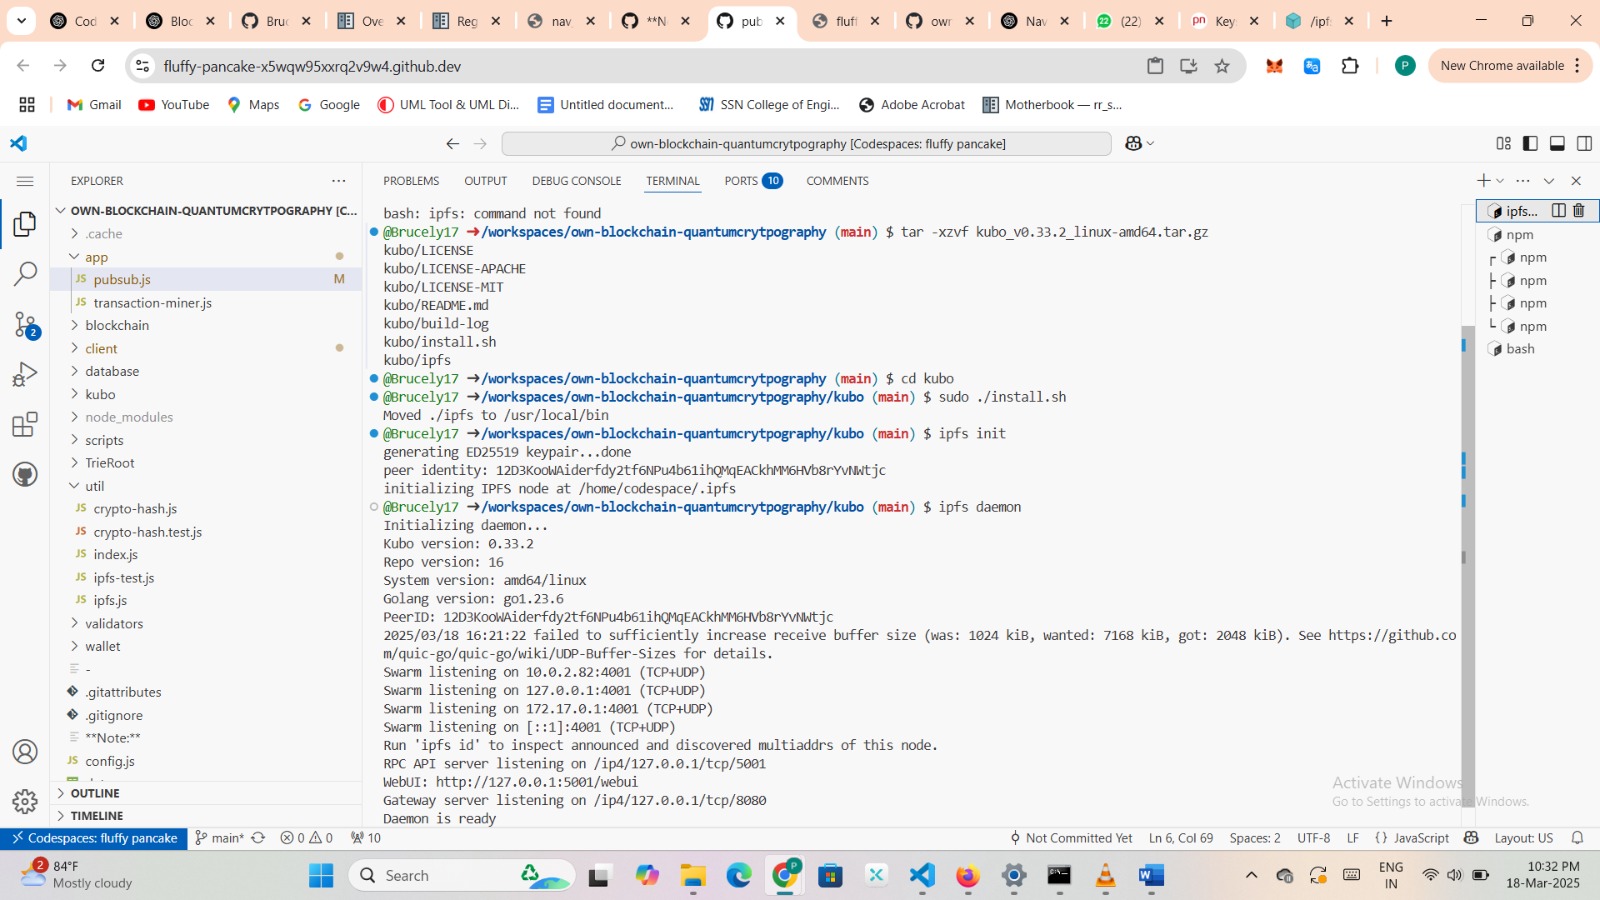 Cod
Bloc
Bruc
Ove
Reg
nav
**N
pub
fluff
own
Nav
22
(22)
pn
Key
/ipf
fluffy-pancake-x5wqw95xxrq2v9w4.github.dev
P
New Chrome available
Gmail
YouTube
Maps
Google
UML Tool & UML Di...
Untitled document...
SSN College of Engi...
Adobe Acrobat
Motherbook — rr_s...
own-blockchain-quantumcrytpography [Codespaces: fluffy pancake]
EXPLORER
OWN-BLOCKCHAIN-QUANTUMCRYTPOGRAPHY [C...
.cache
app
JS pubsub.js M
JS transaction-miner.js
blockchain
2
client
database
kubo
node_modules
scripts
TrieRoot
util
JS crypto-hash.js
JS crypto-hash.test.js
JS index.js
JS ipfs-test.js
JS ipfs.js
validators
wallet
-
.gitattributes
.gitignore
**Note:**
JS config.js
OUTLINE
TIMELINE
PROBLEMS OUTPUT DEBUG CONSOLE TERMINAL PORTS 10 COMMENTS
bash: ipfs: command not found
@Brucely17 ➜/workspaces/own-blockchain-quantumcrytpography (main) $ tar -xzvf kubo_v0.33.2_linux-amd64.tar.gz
kubo/LICENSE
kubo/LICENSE-APACHE
kubo/LICENSE-MIT
kubo/README.md
kubo/build-log
kubo/install.sh
kubo/ipfs
@Brucely17 ➜/workspaces/own-blockchain-quantumcrytpography (main) $ cd kubo
@Brucely17 ➜/workspaces/own-blockchain-quantumcrytpography/kubo (main) $ sudo ./install.sh
Moved ./ipfs to /usr/local/bin
@Brucely17 ➜/workspaces/own-blockchain-quantumcrytpography/kubo (main) $ ipfs init
generating ED25519 keypair...done
peer identity: 12D3KooWAiderfdy2tf6NPu4b61ihQMqEACkhMM6HVb8rYvNWtjc
initializing IPFS node at /home/codespace/.ipfs
@Brucely17 ➜/workspaces/own-blockchain-quantumcrytpography/kubo (main) $ ipfs daemon
Initializing daemon...
Kubo version: 0.33.2
Repo version: 16
System version: amd64/linux
Golang version: go1.23.6
PeerID: 12D3KooWAiderfdy2tf6NPu4b61ihQMqEACkhMM6HVb8rYvNWtjc
2025/03/18 16:21:22 failed to sufficiently increase receive buffer size (was: 1024 kiB, wanted: 7168 kiB, got: 2048 kiB). See https://github.co
m/quic-go/quic-go/wiki/UDP-Buffer-Sizes for details.
Swarm listening on 10.0.2.82:4001 (TCP+UDP)
Swarm listening on 127.0.0.1:4001 (TCP+UDP)
Swarm listening on 172.17.0.1:4001 (TCP+UDP)
Swarm listening on [::1]:4001 (TCP+UDP)
Run 'ipfs id' to inspect announced and discovered multiaddrs of this node.
RPC API server listening on /ip4/127.0.0.1/tcp/5001
WebUI: http://127.0.0.1:5001/webui
Gateway server listening on /ip4/127.0.0.1/tcp/8080
Daemon is ready
ipfs...
npm
npm
npm
npm
npm
bash
Activate Windows
Go to Settings to activate Windows.
Codespaces: fluffy pancake main* 0 0 10 Not Committed Yet Ln 6, Col 69 Spaces: 2 UTF-8 LF {} JavaScript Layout: US
2
84°F
Mostly cloudy
Search
P
ENG
IN
10:32 PM
18-Mar-2025